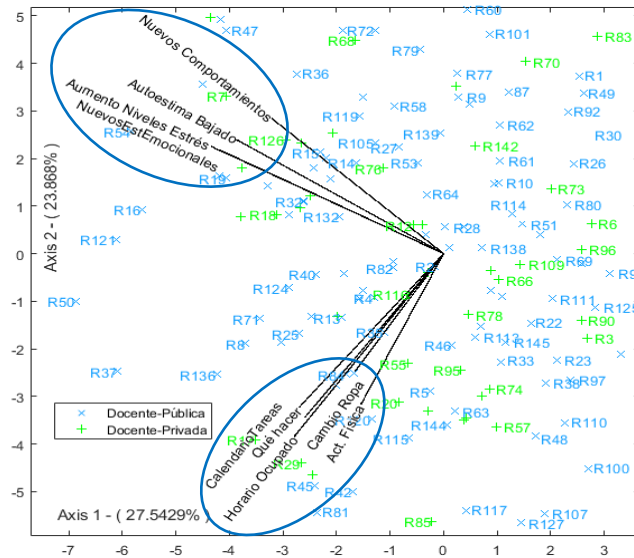 R60
R47
R72
R101
R83
R68
R79
Nuevos Comportamientos
R70
R36
R77
R1
R7
R87
R49
R9
R58
Aumento Niveles Estrés
Autoestima Bajado
R119
R92
R62
R54
R126
R139
R30
NuevosEstEmocionales
R105
R27
R142
R15
R14
R76
R53
R61
R26
R19
R10
R73
R64
R16
R32
R114
R80
R18
R132
R12
R28
R51
R6
R121
R138
R96
Axis 2 - ( 23.868% )
R82
R2
R109
R69
R9
R40
R66
R124
R4
R116
R111
R50
R125
R71
R13
R78
R22
R90
R25
R8
R112
R3
R46
R145
R55
R33
R23
R37
R136
R95
R97
R38
R74
R5
CalendarioTareas
Qué hacer
Horario Ocupado
Cambio Ropa
Act. Física
R20
R63
R120
R144
R57
R110
R115
R48
R29
R100
R45
R42
Docente-Pública
Docente-Privada
Axis 1 - ( 27.5429% )
R81
R85
R117
R107
R127
5
4
3
2
1
0
-1
-2
-3
-4
-5
-7
-6
-5
-4
-3
-2
-1
0
1
2
3